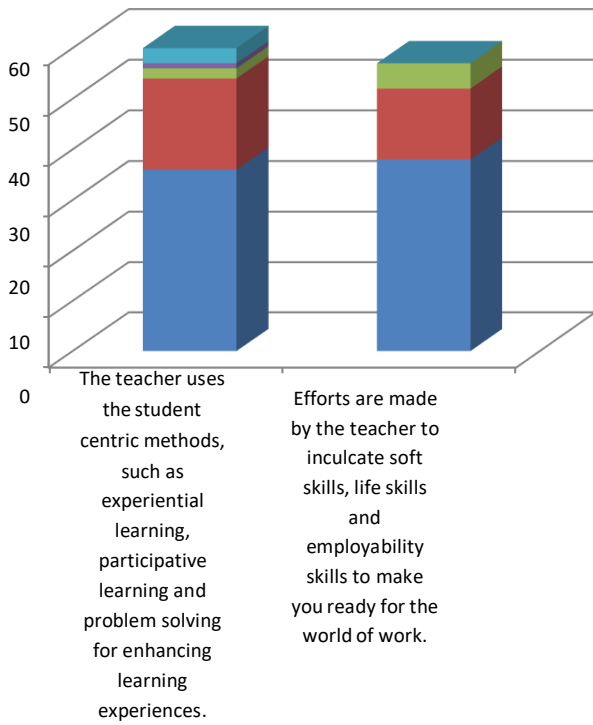 60
50
40
30
20
10
0
The teacher uses
the student
centric methods,
such as
experiential
learning,
participative
learning and
problem solving
for enhancing
learning
experiences.
Efforts are made
by the teacher to
inculcate soft
skills, life skills
and
employability
skills to make
you ready for the
world of work.